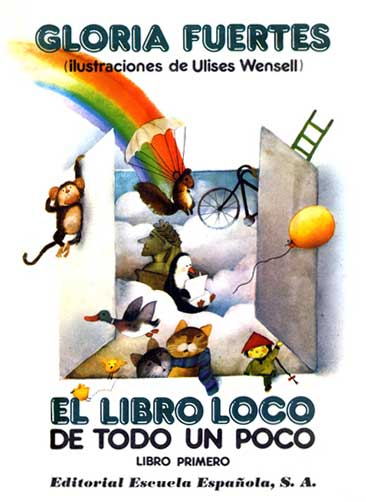 GLORIA FUERTES
(ilustraciones de Ulises Wensell)
EL LIBRO LOCO
DE TODO UN POCO
LIBRO PRIMERO
Editorial Escuela Española, S. A.